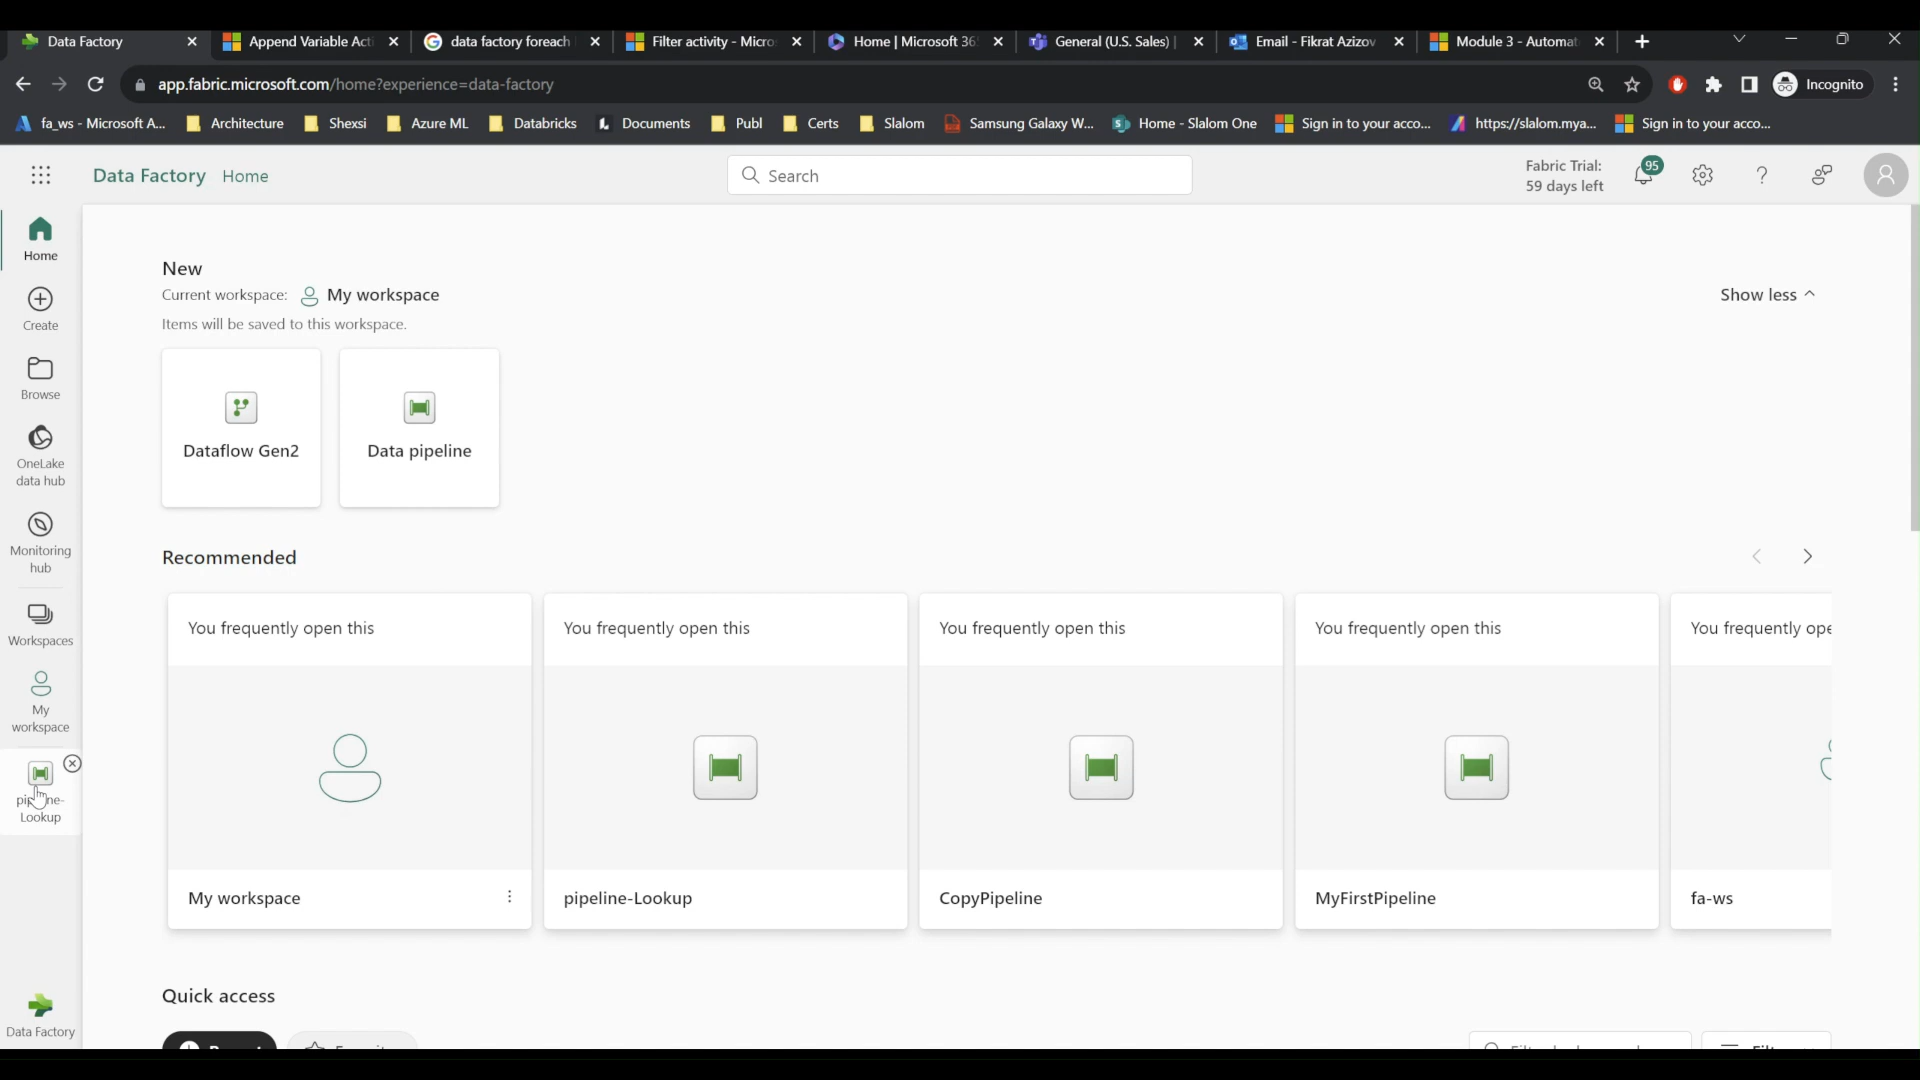 Data Factory
Append Variable Acti
data factory foreach
Filter activity - Micro
Home | Microsoft 36
General (U.S. Sales) |
Email - Fikrat Azizov
Module 3 - Automat
app.fabric.microsoft.com/home?experience=data-factory
Incognito
fa_ws - Microsoft A...
Architecture
Shexsi
Azure ML
Databricks
Documents
Publ
Certs
Slalom
Samsung Galaxy W...
Home - Slalom One
Sign in to your acco...
https://slalom.mya...
Sign in to your acco...
Data Factory Home
Search
Fabric Trial:
59 days left
95
Home
Create
Browse
OneLake
data hub
Monitoring
hub
Workspaces
My
workspace
Lookup
Data Factory
New
Current workspace: My workspace
Show less
Items will be saved to this workspace.
Dataflow Gen2
Data pipeline
Recommended
You frequently open this
You frequently open this
You frequently open this
You frequently open this
You frequently ope
My workspace
pipeline-Lookup
CopyPipeline
MyFirstPipeline
fa-ws
Quick access